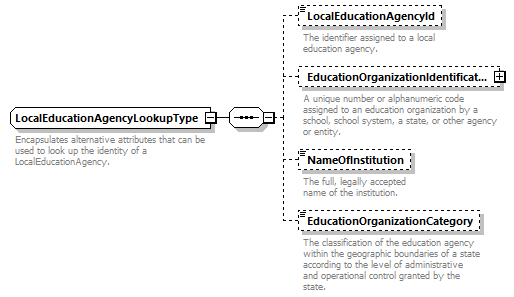 LocalEducationAgencyLookupType
Encapsulates alternative attributes that can be
used to look up the identity of a
LocalEducationAgency.
LocalEducationAgencyId
The identifier assigned to a local
education agency.
EducationOrganizationIdentificat...
A unique number or alphanumeric code
assigned to an education organization by a
school, school system, a state, or other agency
or entity.
NameOfInstitution
The full, legally accepted
name of the institution.
EducationOrganizationCategory
The classification of the education agency
within the geographic boundaries of a state
according to the level of administrative
and operational control granted by the
state.